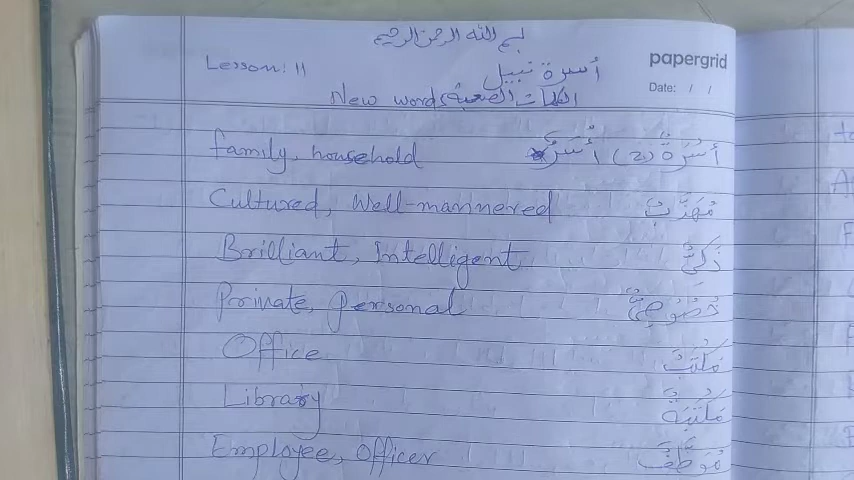 بسم الله الرحمن الرحيم
Lesson: 11
أسرة نبيل
papergrid
Date: / /
New words الكلمات الصعبة
family, household أُسْرَةٌ (ج) أُسَرٌ
Cultured, Well-mannered مُهَذَّبٌ
Brilliant, Intelligent ذَكِيٌّ
Private, personal خُصُوْصِيٌّ
Office مَكْتَبٌ
Library مَكْتَبَةٌ
Employee, Officer مُوَظَّفٌ